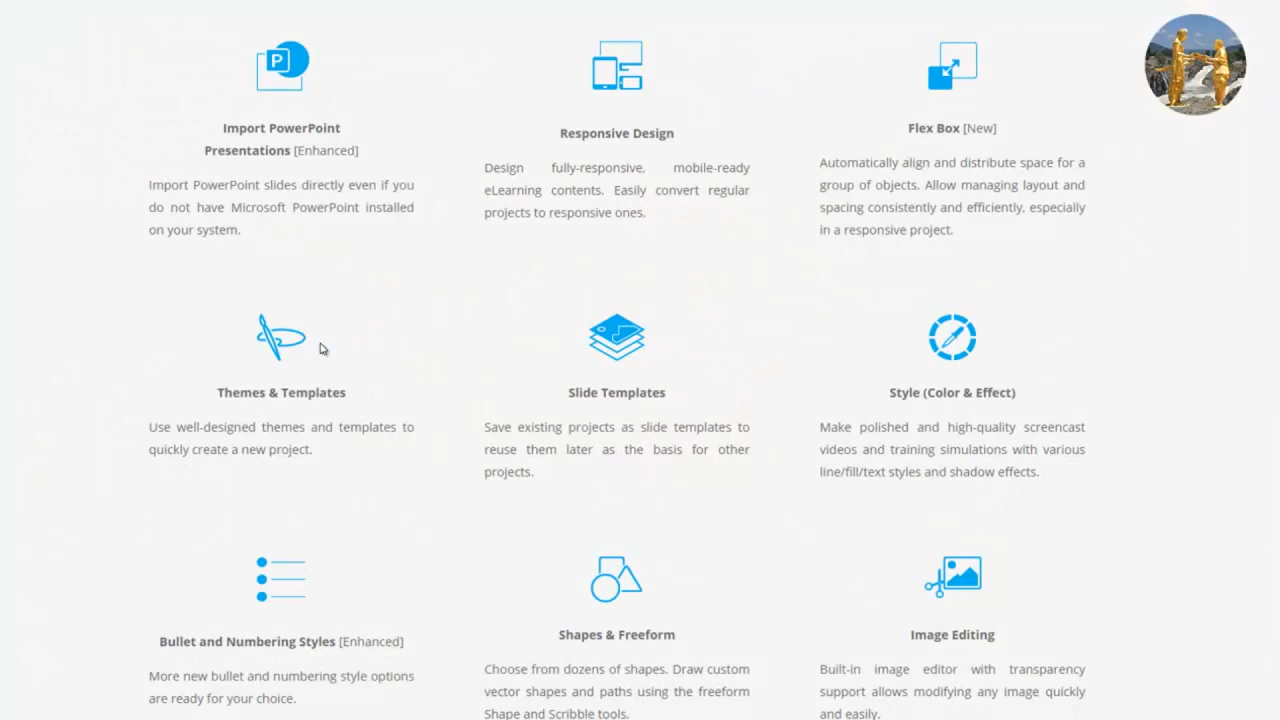 P
Import PowerPoint
Presentations [Enhanced]
Import PowerPoint slides directly even if you
do not have Microsoft PowerPoint installed
on your system.
Responsive Design
Design fully-responsive, mobile-ready
eLearning contents. Easily convert regular
projects to responsive ones.
Flex Box [New]
Automatically align and distribute space for a
group of objects. Allow managing layout and
spacing consistently and efficiently, especially
in a responsive project.
Themes & Templates
Use well-designed themes and templates to
quickly create a new project.
Slide Templates
Save existing projects as slide templates to
reuse them later as the basis for other
projects.
Style (Color & Effect)
Make polished and high-quality screencast
videos and training simulations with various
line/fill/text styles and shadow effects.
Bullet and Numbering Styles [Enhanced]
More new bullet and numbering style options
are ready for your choice.
Shapes & Freeform
Choose from dozens of shapes. Draw custom
vector shapes and paths using the freeform
Shape and Scribble tools.
Image Editing
Built-in image editor with transparency
support allows modifying any image quickly
and easily.